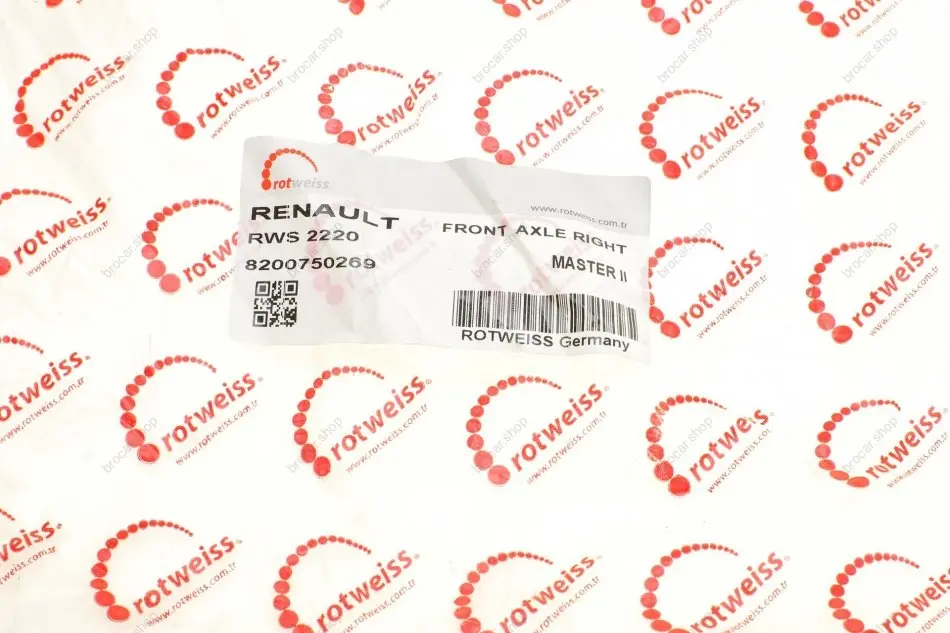 rotweiss.
www.rotweiss.com.tr
RENAULT
FRONT AXLE RIGHT
RWS 2220
MASTER II
8200750269
ROTWEISS Germany
rotweiss
www.rotweiss.com.tr
brocar.shop